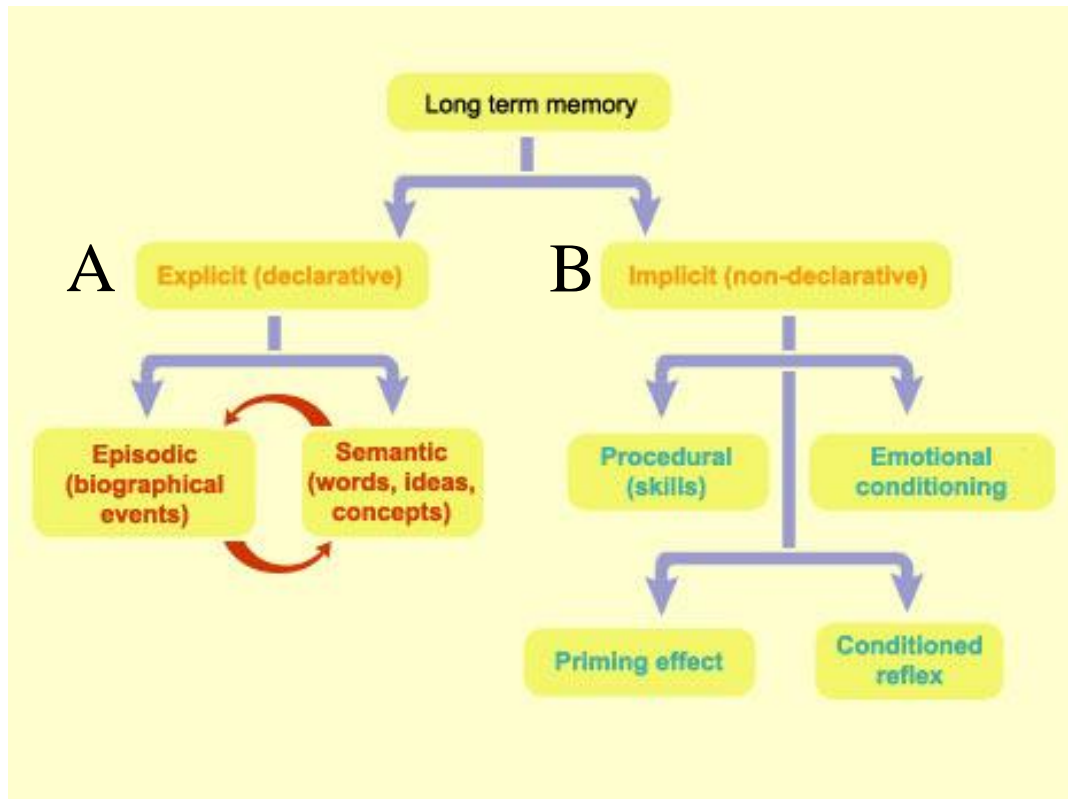 Long term memory
A
Explicit (declarative)
B
Implicit (non-declarative)
Episodic
(biographical
events)
Semantic
(words, ideas,
concepts)
Procedural
(skills)
Emotional
conditioning
Priming effect
Conditioned
reflex